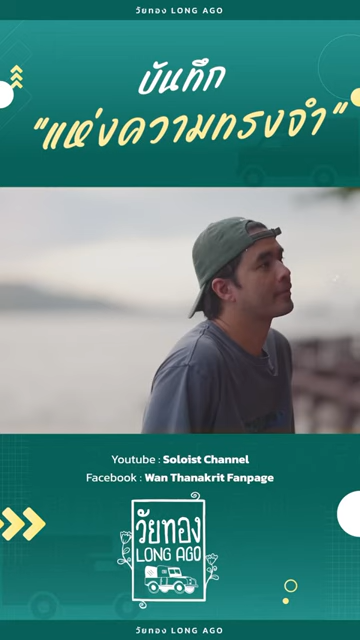 วัยทอง LONG AGO
บันทึก
"แห่งความทรงจำ"
Youtube : Soloist Channel
Facebook : Wan Thanakrit Fanpage
วัยทอง
LONG AGO
วัยทอง LONG AGO